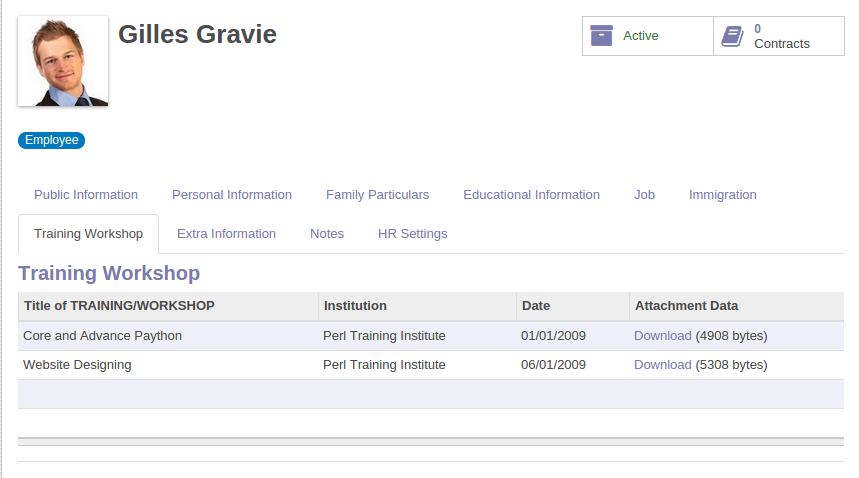 Gilles Gravie
Active
0
Contracts
Employee
Public Information Personal Information Family Particulars Educational Information Job Immigration
Training Workshop Extra Information Notes HR Settings
Training Workshop
Title of TRAINING/WORKSHOP Institution Date Attachment Data
Core and Advance Paython Perl Training Institute 01/01/2009 Download (4908 bytes)
Website Designing Perl Training Institute 06/01/2009 Download (5308 bytes)